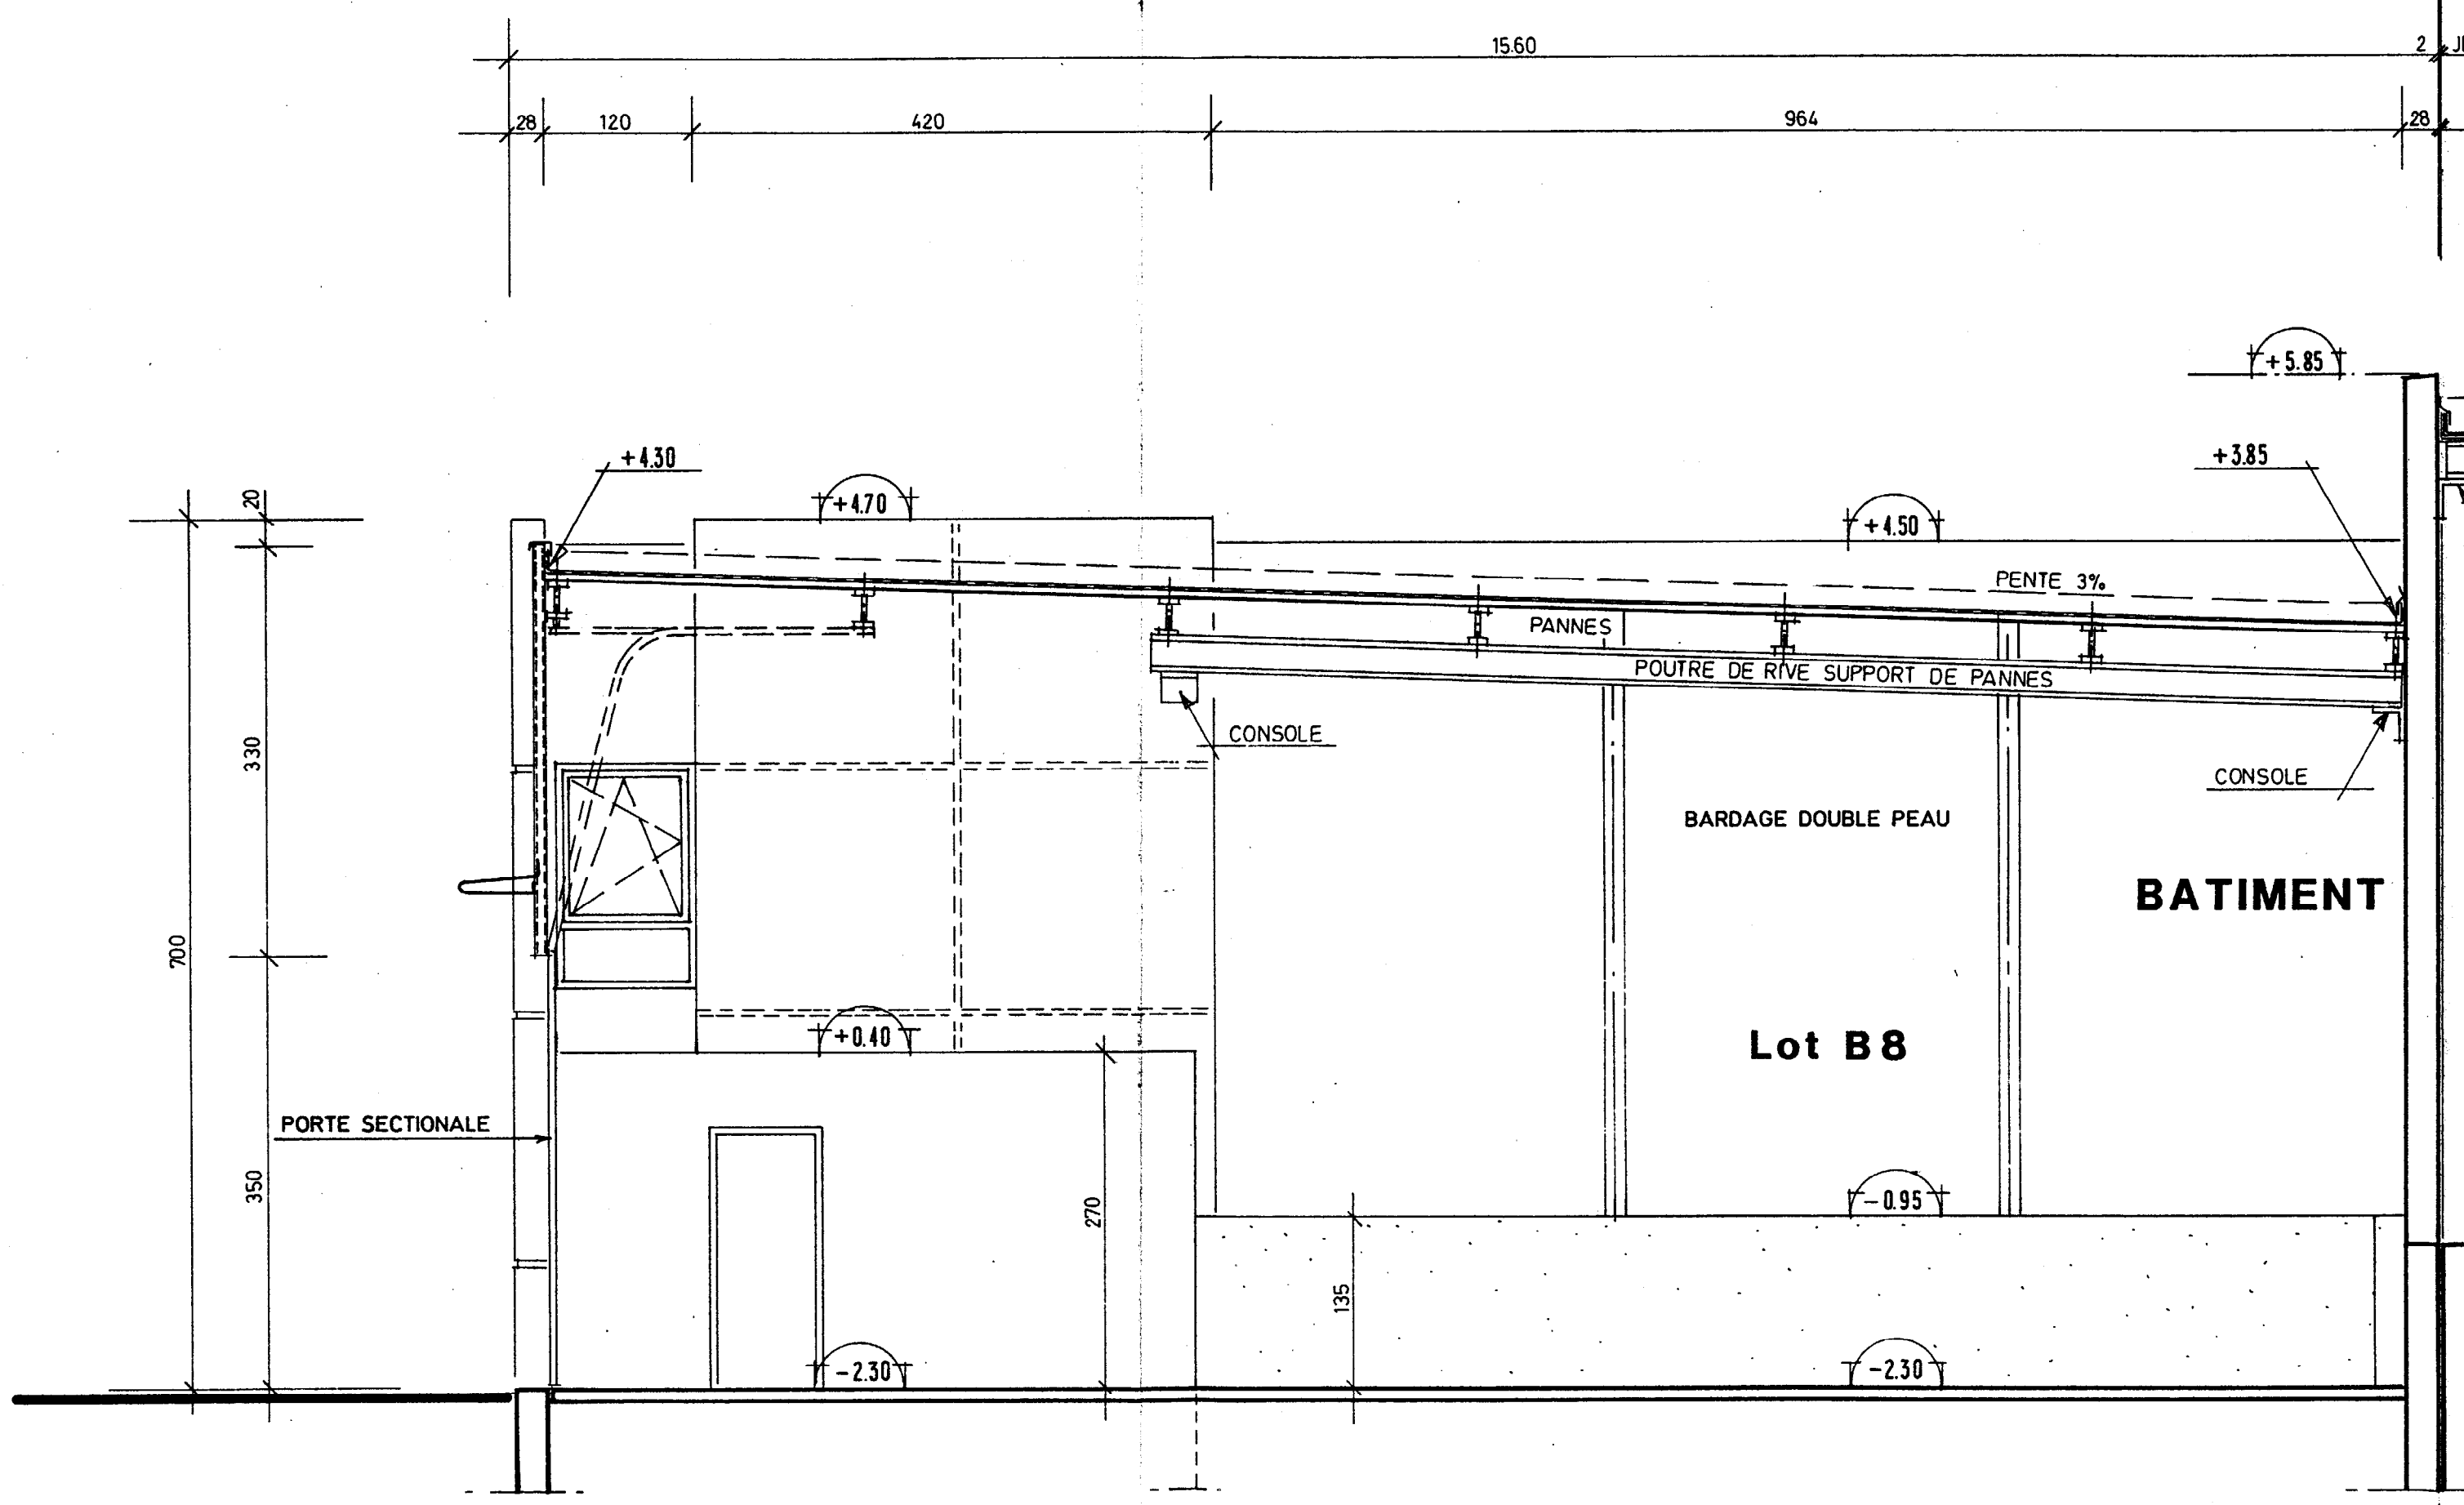 15.60
2
28
120
420
964
28
+5.85
+4.30
+3.85
+4.70
+4.50
20
PENTE 3%
PANNES
POUTRE DE RIVE SUPPORT DE PANNES
CONSOLE
330
CONSOLE
BARDAGE DOUBLE PEAU
BATIMENT
700
+0.40
Lot B8
PORTE SECTIONALE
350
270
-0.95
135
-2.30
-2.30